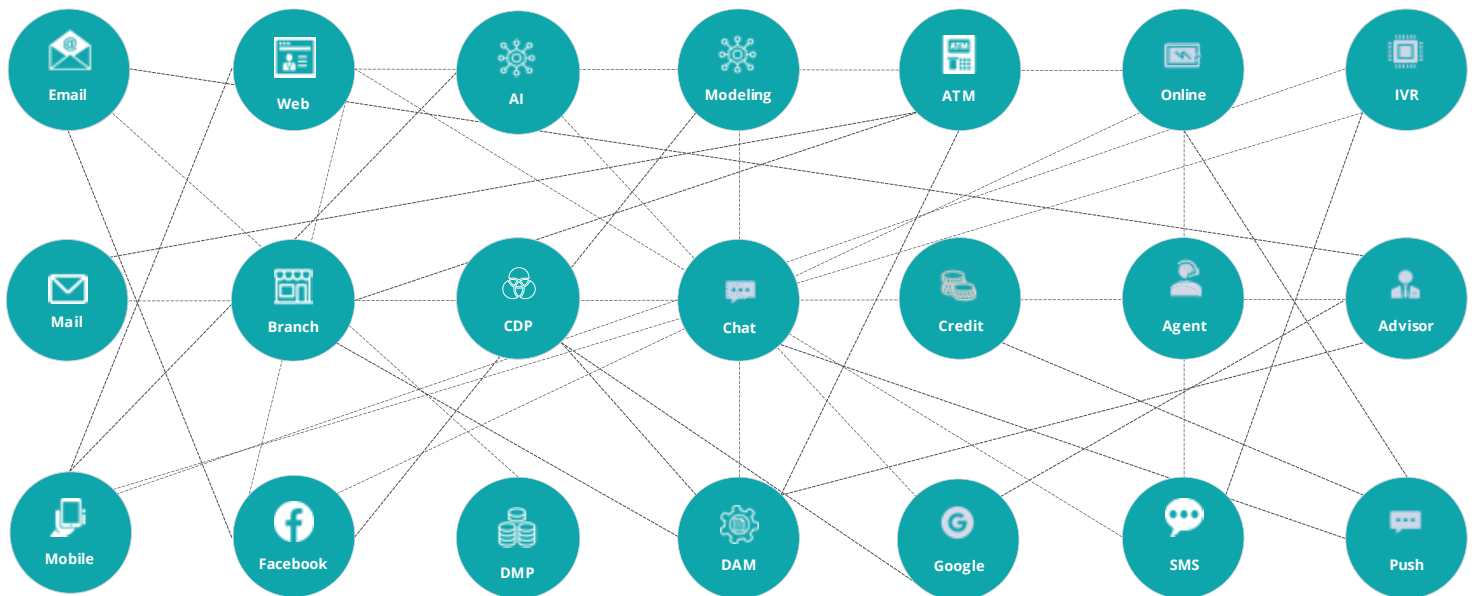 @
ATM
Email
Web
AI
Modeling
ATM
Online
IVR
Mail
Branch
CDP
Chat
Credit
Agent
Advisor
Mobile
Facebook
DMP
DAM
Google
SMS
Push